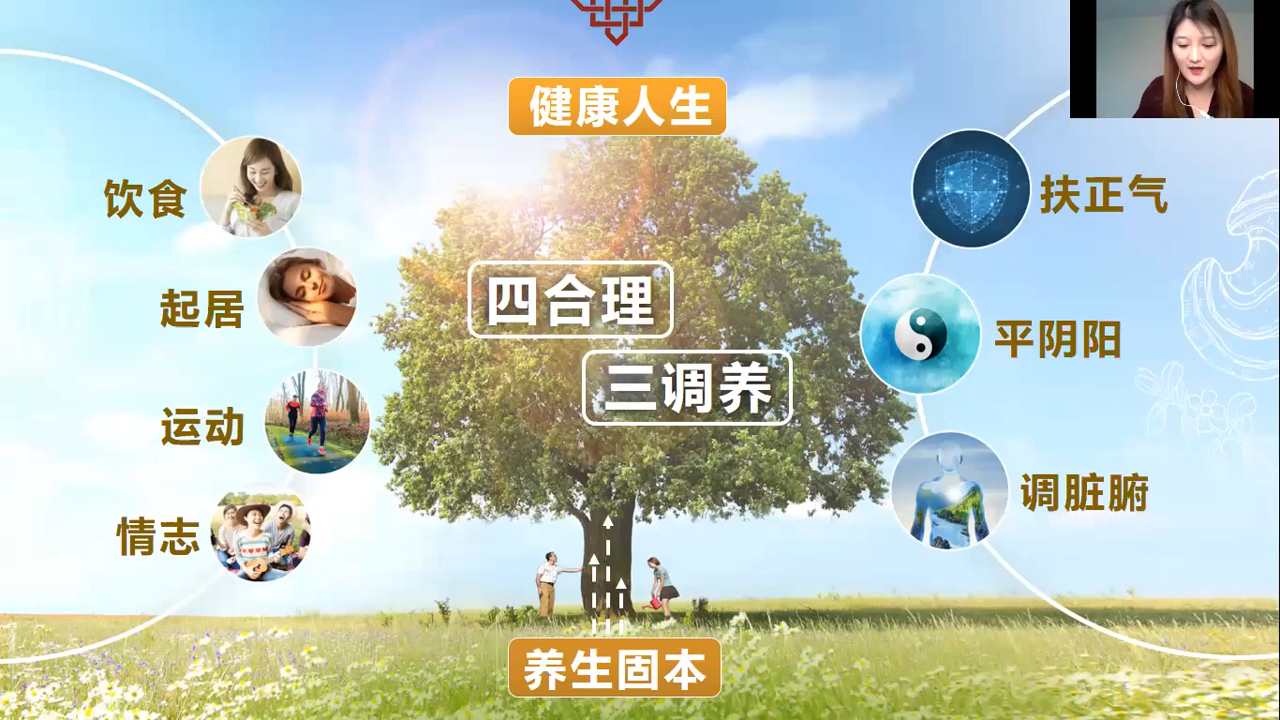 健康人生
饮食
起居
运动
情志
四合理
三调养
扶正气
平阴阳
调脏腑
养生固本